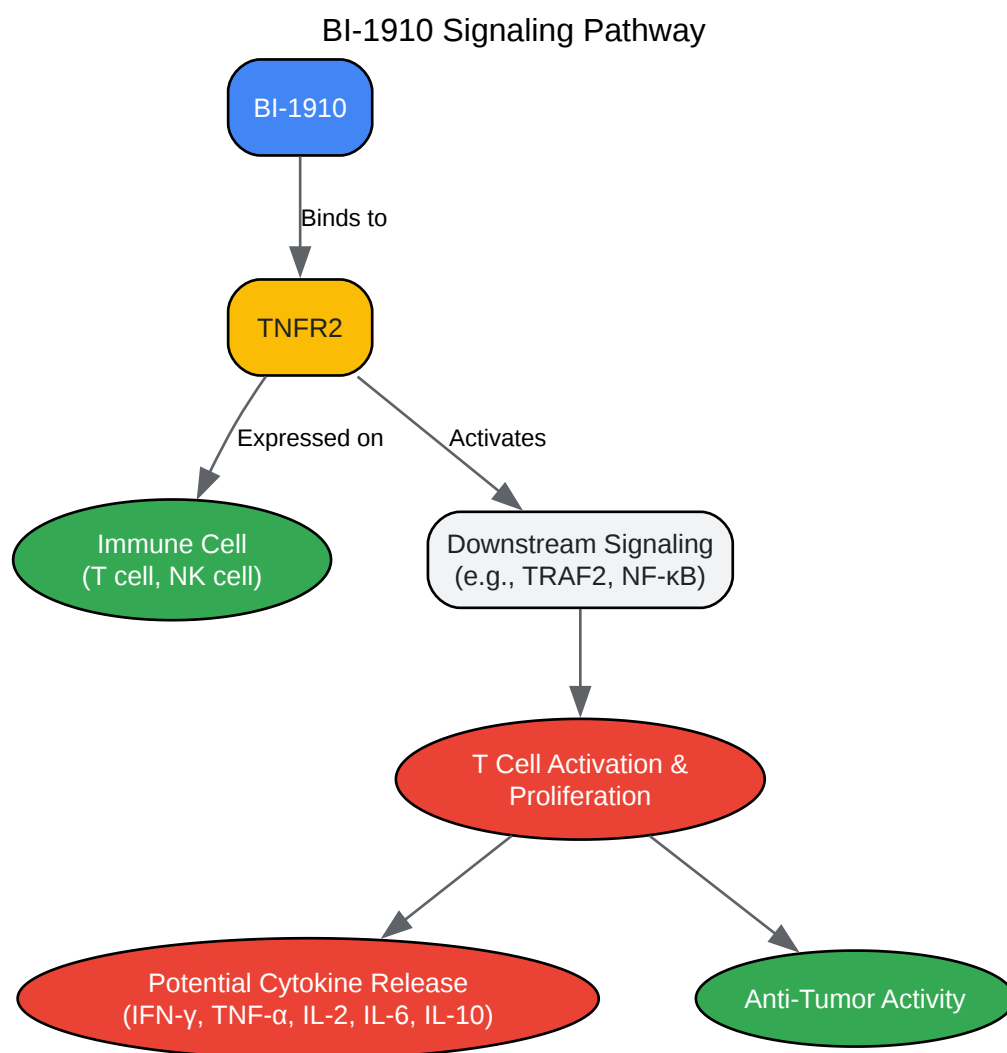 BI-1910 Signaling Pathway
BI-1910
Binds to
TNFR2
Expressed on
Activates
Immune Cell
(T cell, NK cell)
Downstream Signaling
(e.g., TRAF2, NF-κB)
T Cell Activation &
Proliferation
Potential Cytokine Release
(IFN-γ, TNF-α, IL-2, IL-6, IL-10)
Anti-Tumor Activity